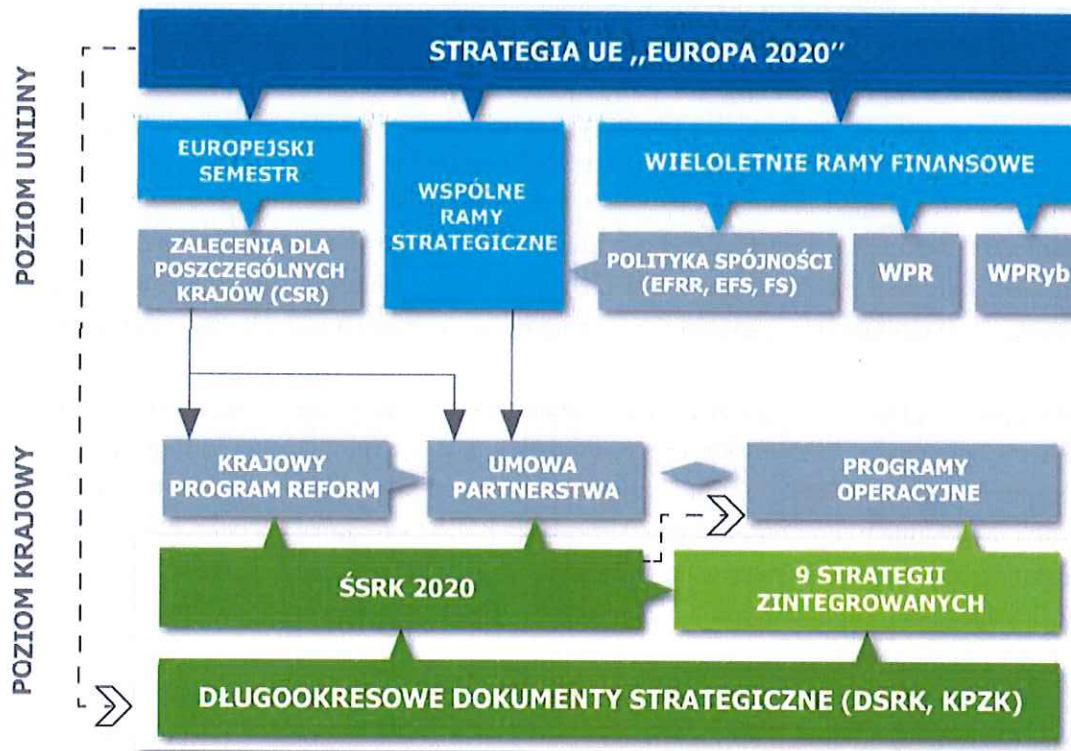 POZIOM UNIJNY
STRATEGIA UE „EUROPA 2020”
EUROPEJSKI
SEMESTR
WSPÓLNE
RAMY
STRATEGICZNE
WIELOLETNIE RAMY FINANSOWE
ZALECENIA DLA
POSZCZEGÓLNYCH
KRAJÓW (CSR)
POLITYKA SPÓJNOŚCI
(EFRR, EFS, FS)
WPR
WPRyb
POZIOM KRAJOWY
KRAJOWY
PROGRAM REFORM
UMOWA
PARTNERSTWA
PROGRAMY
OPERACYJNE
ŚSRK 2020
9 STRATEGII
ZINTEGROWANYCH
DŁUGOOKRESOWE DOKUMENTY STRATEGICZNE (DSRK, KPZK)